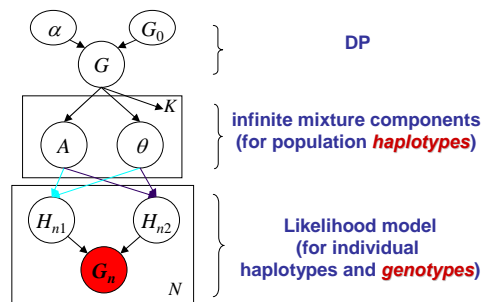 α G₀
DP
G
K
infinite mixture components
(for population haplotypes)
A θ
Hₙ₁ Hₙ₂
Likelihood model
(for individual
haplotypes and genotypes)
Gₙ
N